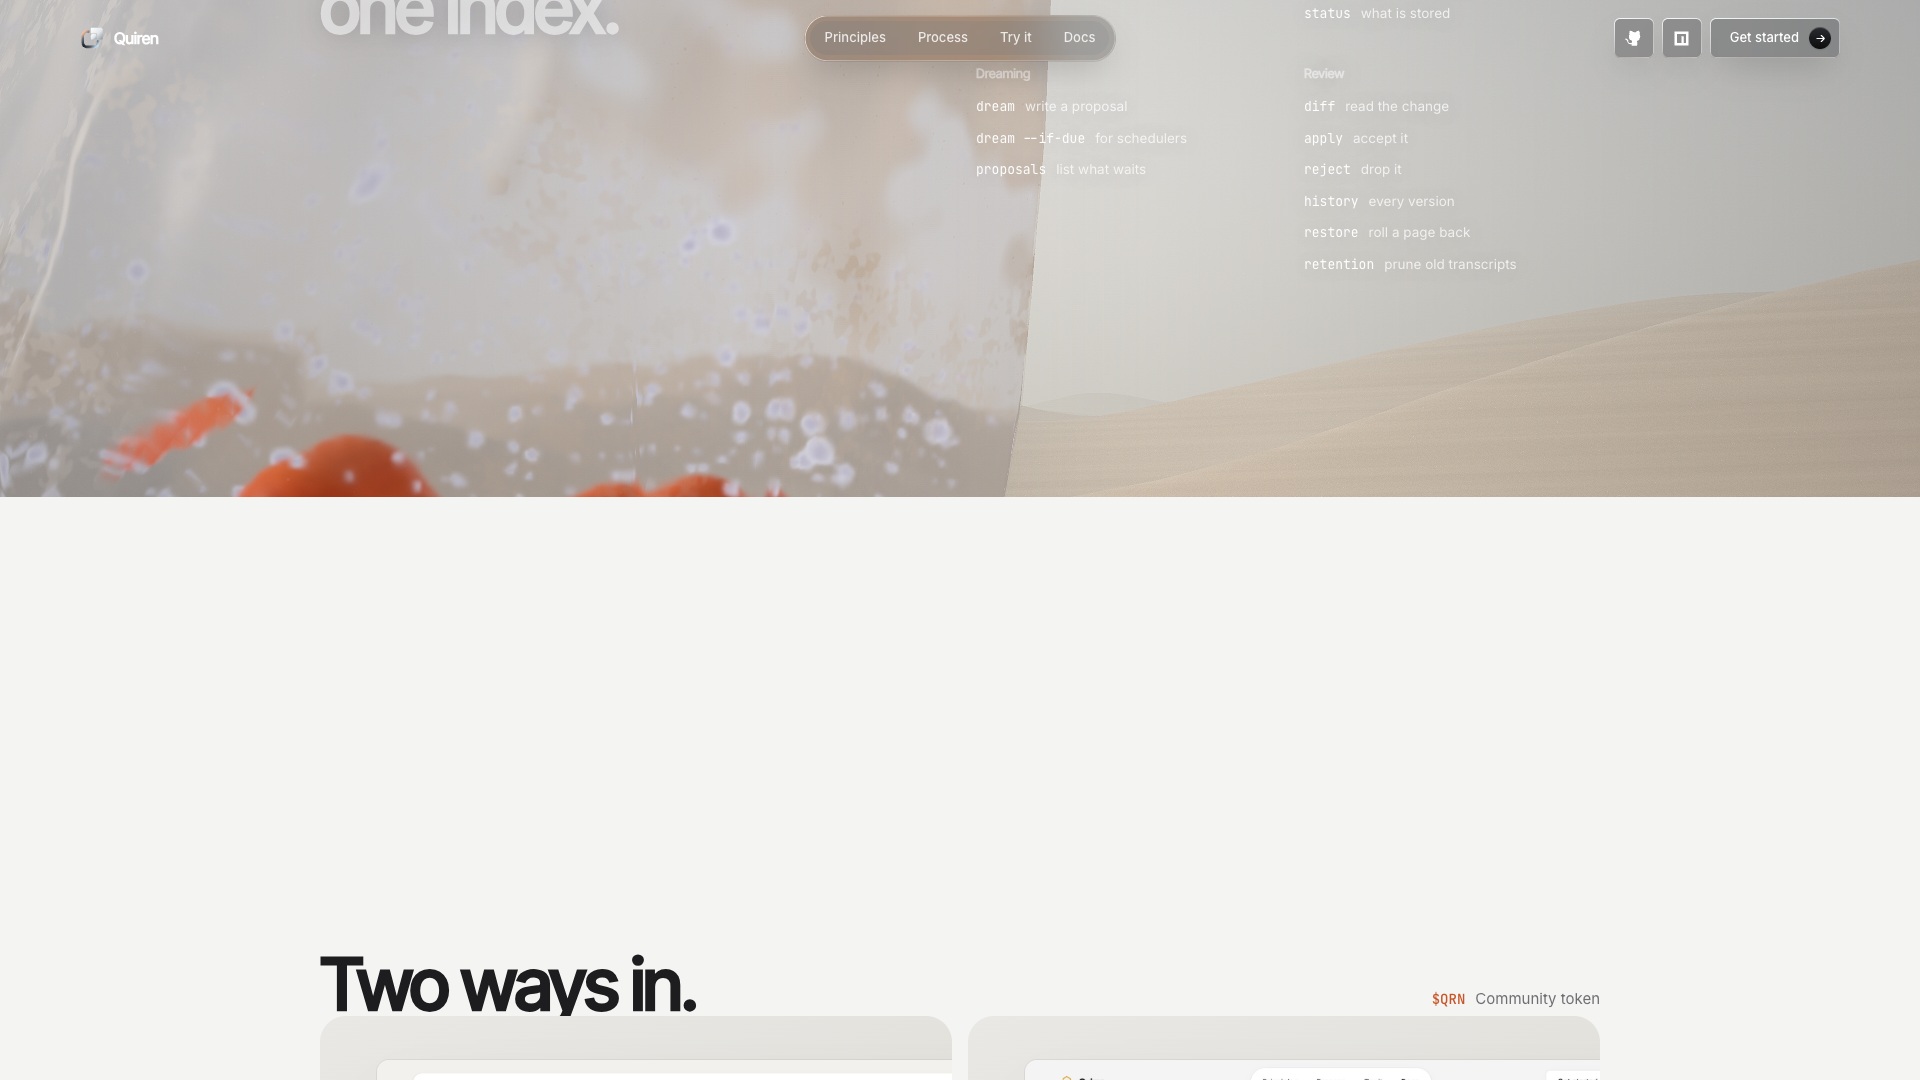 one index.
Quiren
Principles Process Try it Docs
Get started
status what is stored
Dreaming
dream write a proposal
dream --if-due for schedulers
proposals list what waits
Review
diff read the change
apply accept it
reject drop it
history every version
restore roll a page back
retention prune old transcripts
Two ways in.
$QRN Community token